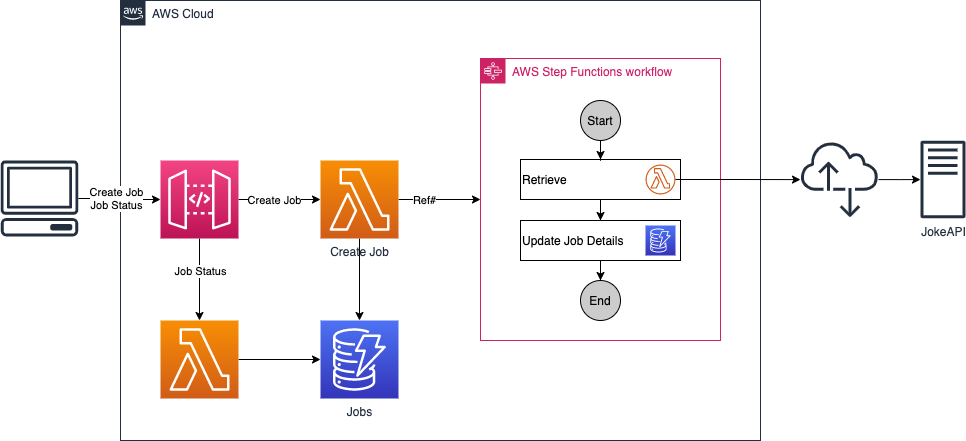 aws
AWS Cloud
AWS Step Functions workflow
Start
Retrieve
Create Job
Job Status
Create Job
Ref#
JokeAPI
Update Job Details
Create Job
Job Status
End
Jobs